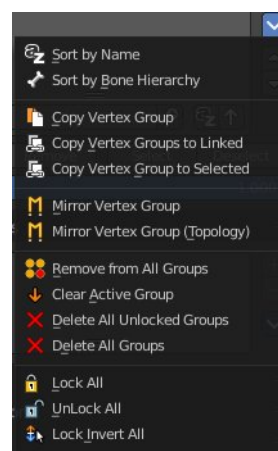 Sort by Name
Sort by Bone Hierarchy
Copy Vertex Group
Copy Vertex Groups to Linked
Copy Vertex Group to Selected
Mirror Vertex Group
Mirror Vertex Group (Topology)
Remove from All Groups
Clear Active Group
Delete All Unlocked Groups
Delete All Groups
Lock All
UnLock All
Lock Invert All